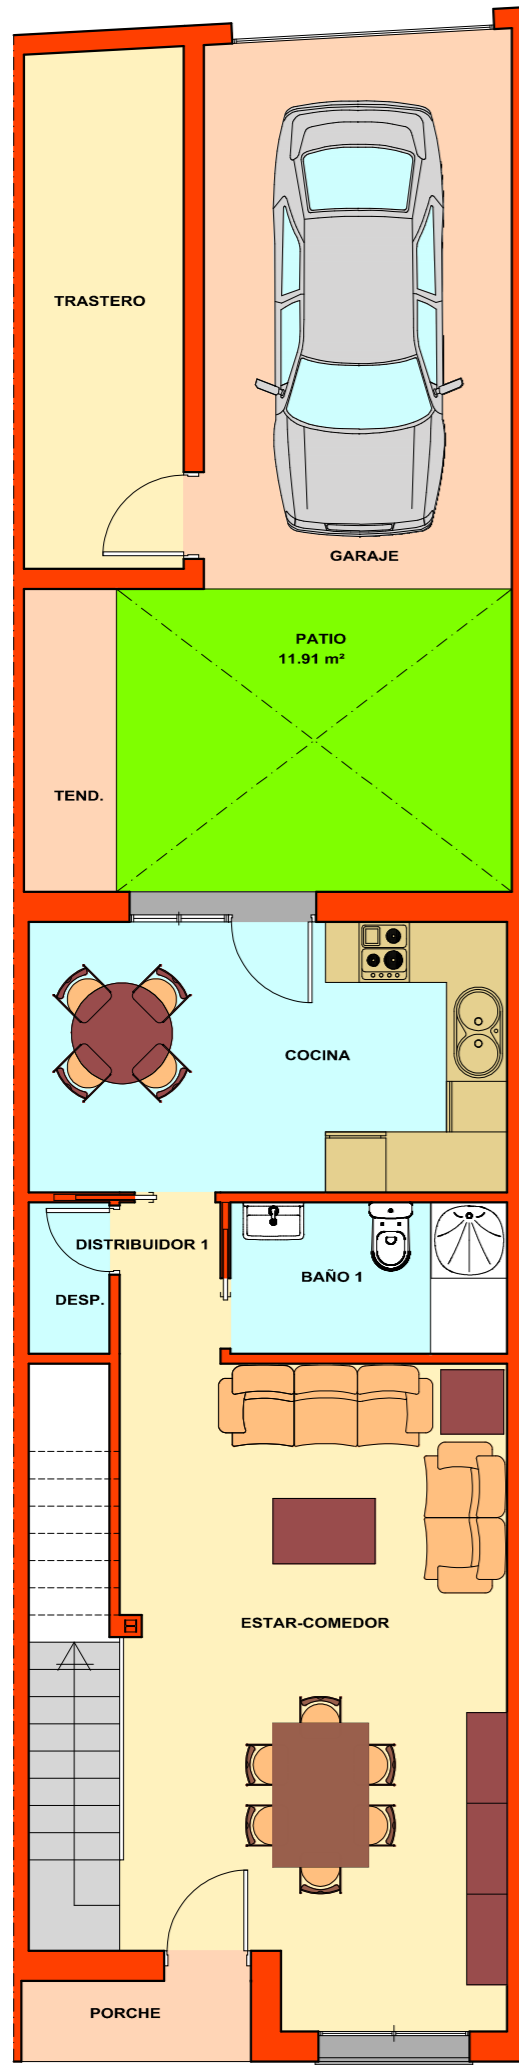 TRASTERO
GARAJE
PATIO
11.91 m²
TEND.
COCINA
DISTRIBUIDOR 1
BAÑO 1
DESP.
ESTAR-COMEDOR
PORCHE